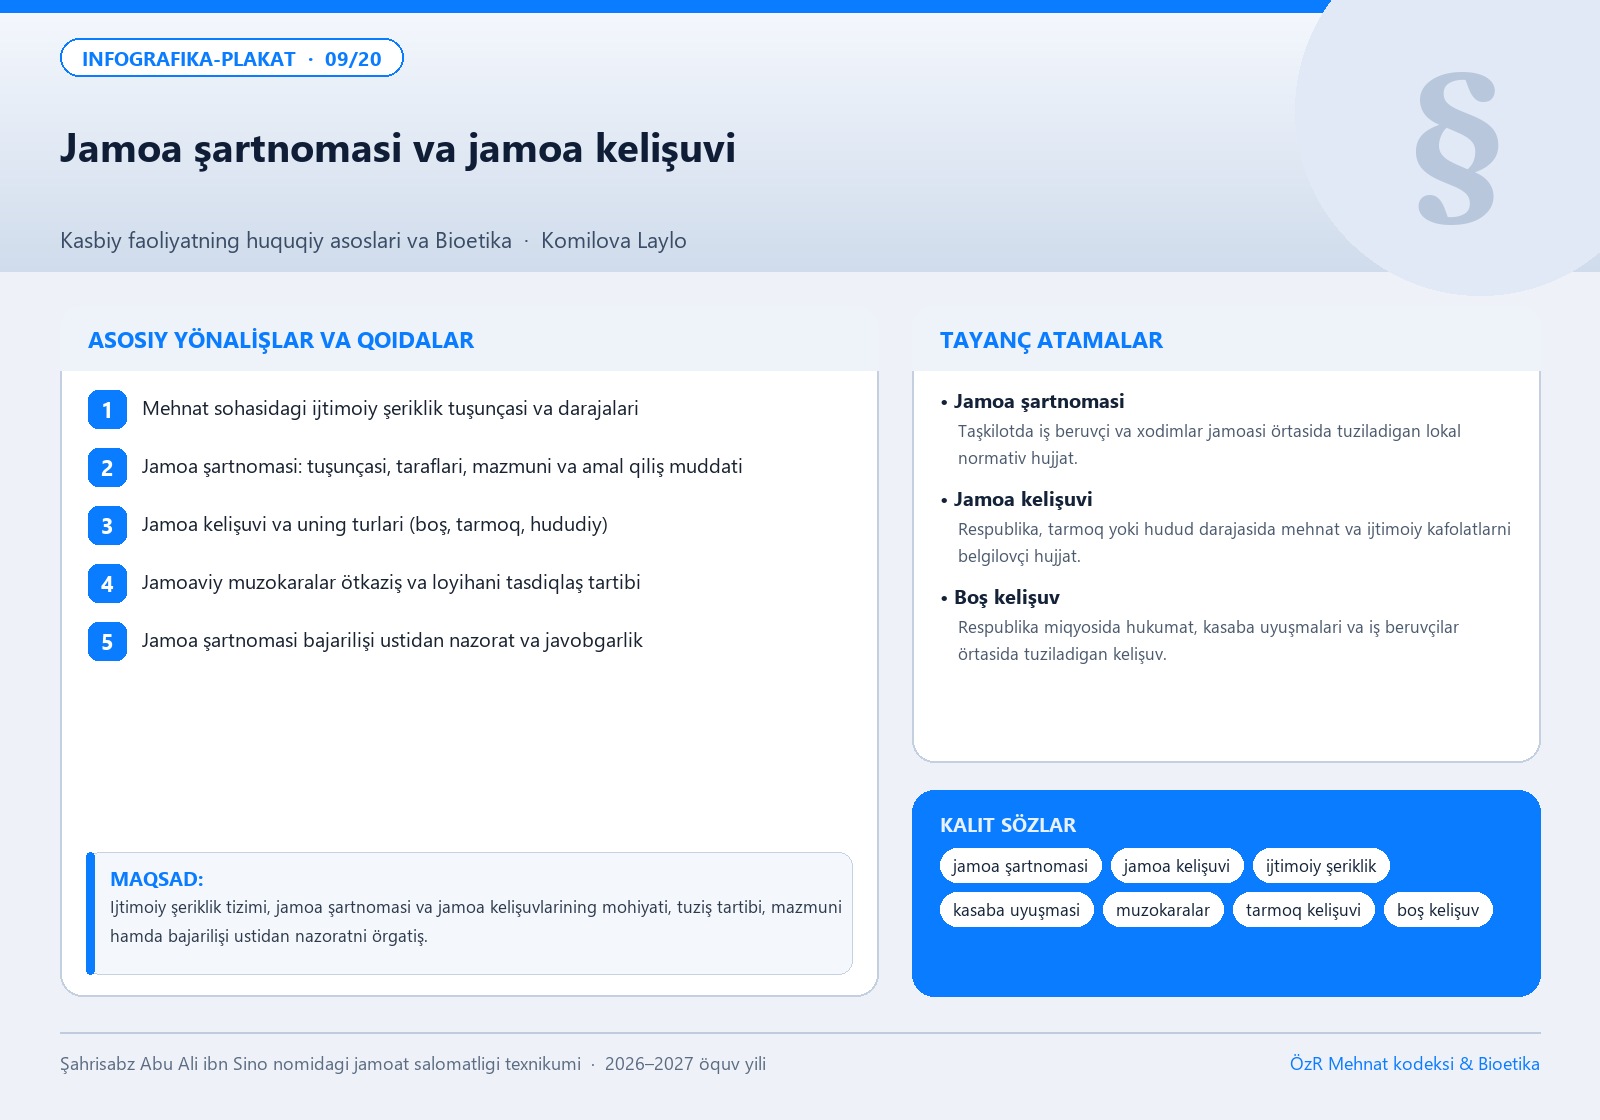 INFOGRAFIKA-PLAKAT · 09/20
§
Jamoa şartnomasi va jamoa kelişuvi
Kasbiy faoliyatning huquqiy asoslari va Bioetika · Komilova Laylo
ASOSIY YÖNALİŞLAR VA QOIDALAR
1 Mehnat sohasidagi ijtimoiy şeriklik tuşunçasi va darajalari
2 Jamoa şartnomasi: tuşunçasi, taraflari, mazmuni va amal qiliş muddati
3 Jamoa kelişuvi va uning turlari (boş, tarmoq, hududiy)
4 Jamoaviy muzokaralar ötkaziş va loyihani tasdiqlaş tartibi
5 Jamoa şartnomasi bajarilişi ustidan nazorat va javobgarlik
MAQSAD:
Ijtimoiy şeriklik tizimi, jamoa şartnomasi va jamoa kelişuvlarining mohiyati, tuziş tartibi, mazmuni
hamda bajarilişi ustidan nazoratni örgatiş.
TAYANÇ ATAMALAR
• Jamoa şartnomasi
Taşkilotda iş beruvçi va xodimlar jamoasi örtasida tuziladigan lokal
normativ hujjat.
• Jamoa kelişuvi
Respublika, tarmoq yoki hudud darajasida mehnat va ijtimoiy kafolatlarni
belgilovçi hujjat.
• Boş kelişuv
Respublika miqyosida hukumat, kasaba uyuşmalari va iş beruvçilar
örtasida tuziladigan kelişuv.
KALIT SÖZLAR
jamoa şartnomasi jamoa kelişuvi ijtimoiy şeriklik
kasaba uyuşmasi muzokaralar tarmoq kelişuvi boş kelişuv
Şahrisabz Abu Ali ibn Sino nomidagi jamoat salomatligi texnikumi · 2026–2027 öquv yili
ÖzR Mehnat kodeksi & Bioetika